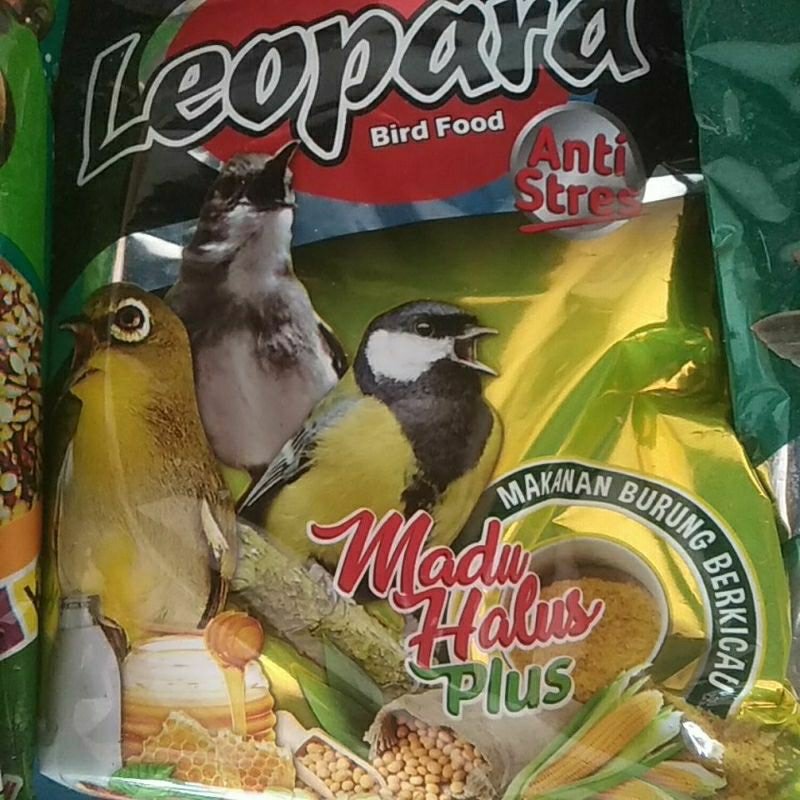 Leopard
Bird Food
Anti
Stres
MAKANAN BURUNG BERKICAU
Madu
Halus
Plus